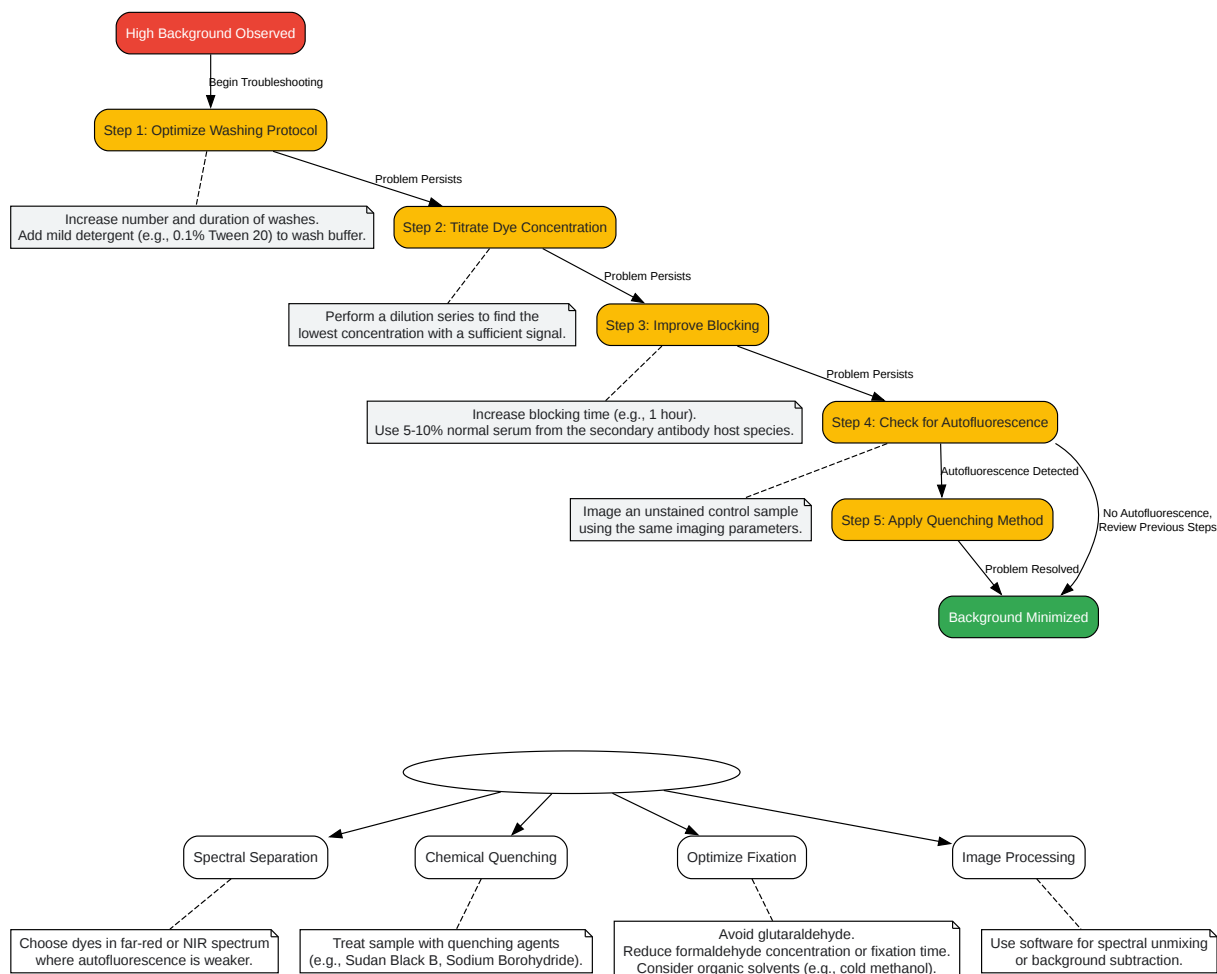 High Background Observed
Begin Troubleshooting
Step 1: Optimize Washing Protocol
Problem Persists
Increase number and duration of washes.
Add mild detergent (e.g., 0.1% Tween 20) to wash buffer.
Step 2: Titrate Dye Concentration
Problem Persists
Perform a dilution series to find the
lowest concentration with a sufficient signal.
Step 3: Improve Blocking
Problem Persists
Increase blocking time (e.g., 1 hour).
Use 5-10% normal serum from the secondary antibody host species.
Step 4: Check for Autofluorescence
Autofluorescence Detected
Image an unstained control sample
using the same imaging parameters.
Step 5: Apply Quenching Method
No Autofluorescence,
Review Previous Steps
Problem Resolved
Background Minimized
Spectral Separation
Chemical Quenching
Optimize Fixation
Image Processing
Choose dyes in far-red or NIR spectrum
where autofluorescence is weaker.
Treat sample with quenching agents
(e.g., Sudan Black B, Sodium Borohydride).
Avoid glutaraldehyde.
Reduce formaldehyde concentration or fixation time.
Consider organic solvents (e.g., cold methanol).
Use software for spectral unmixing
or background subtraction.